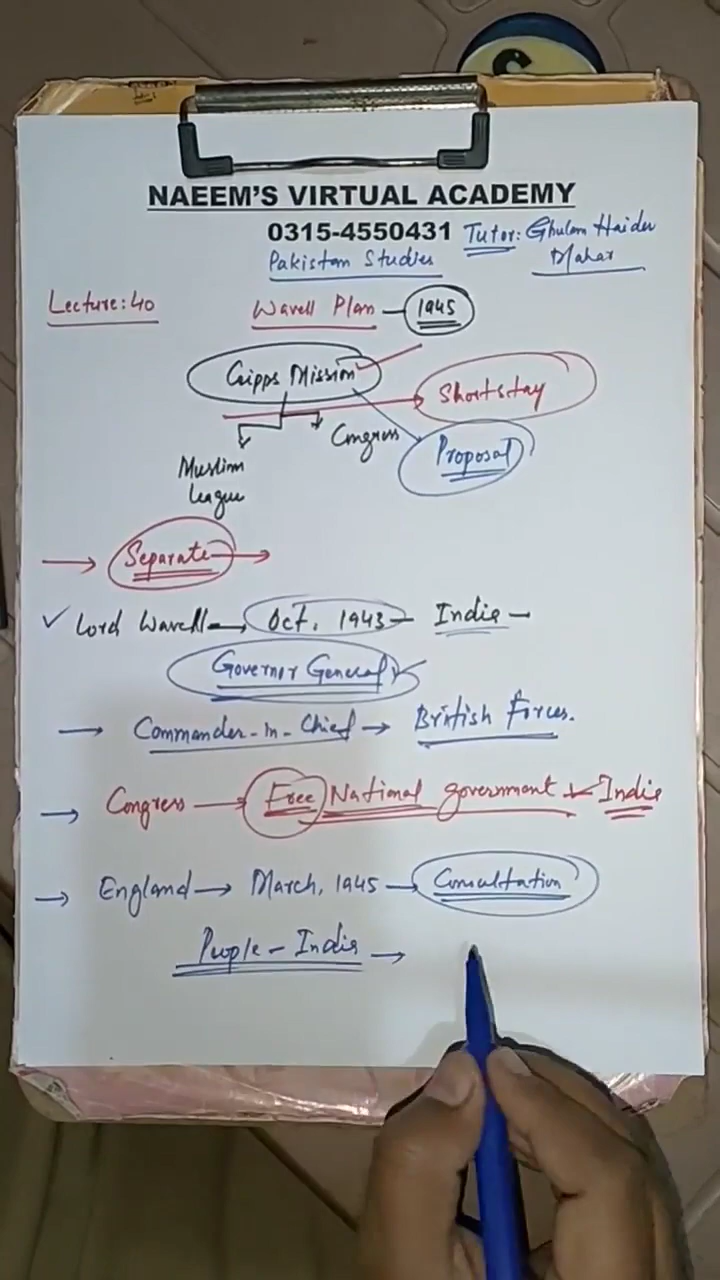 NAEEM'S VIRTUAL ACADEMY
0315-4550431 Tutor: Ghulam Haider
Pakistan Studies Mahar
Lecture: 40 Wavell Plan — 1945
Cripps Mission
Short stay
Congress
Proposal
Muslim
League
→ Separate →
✓ Lord Wavell → Oct. 1943 — India —
Governor General
→ Commander-in-Chief → British Forces.
→ Congress → Free National government India
→ England → March, 1945 → Consultation
People - India →